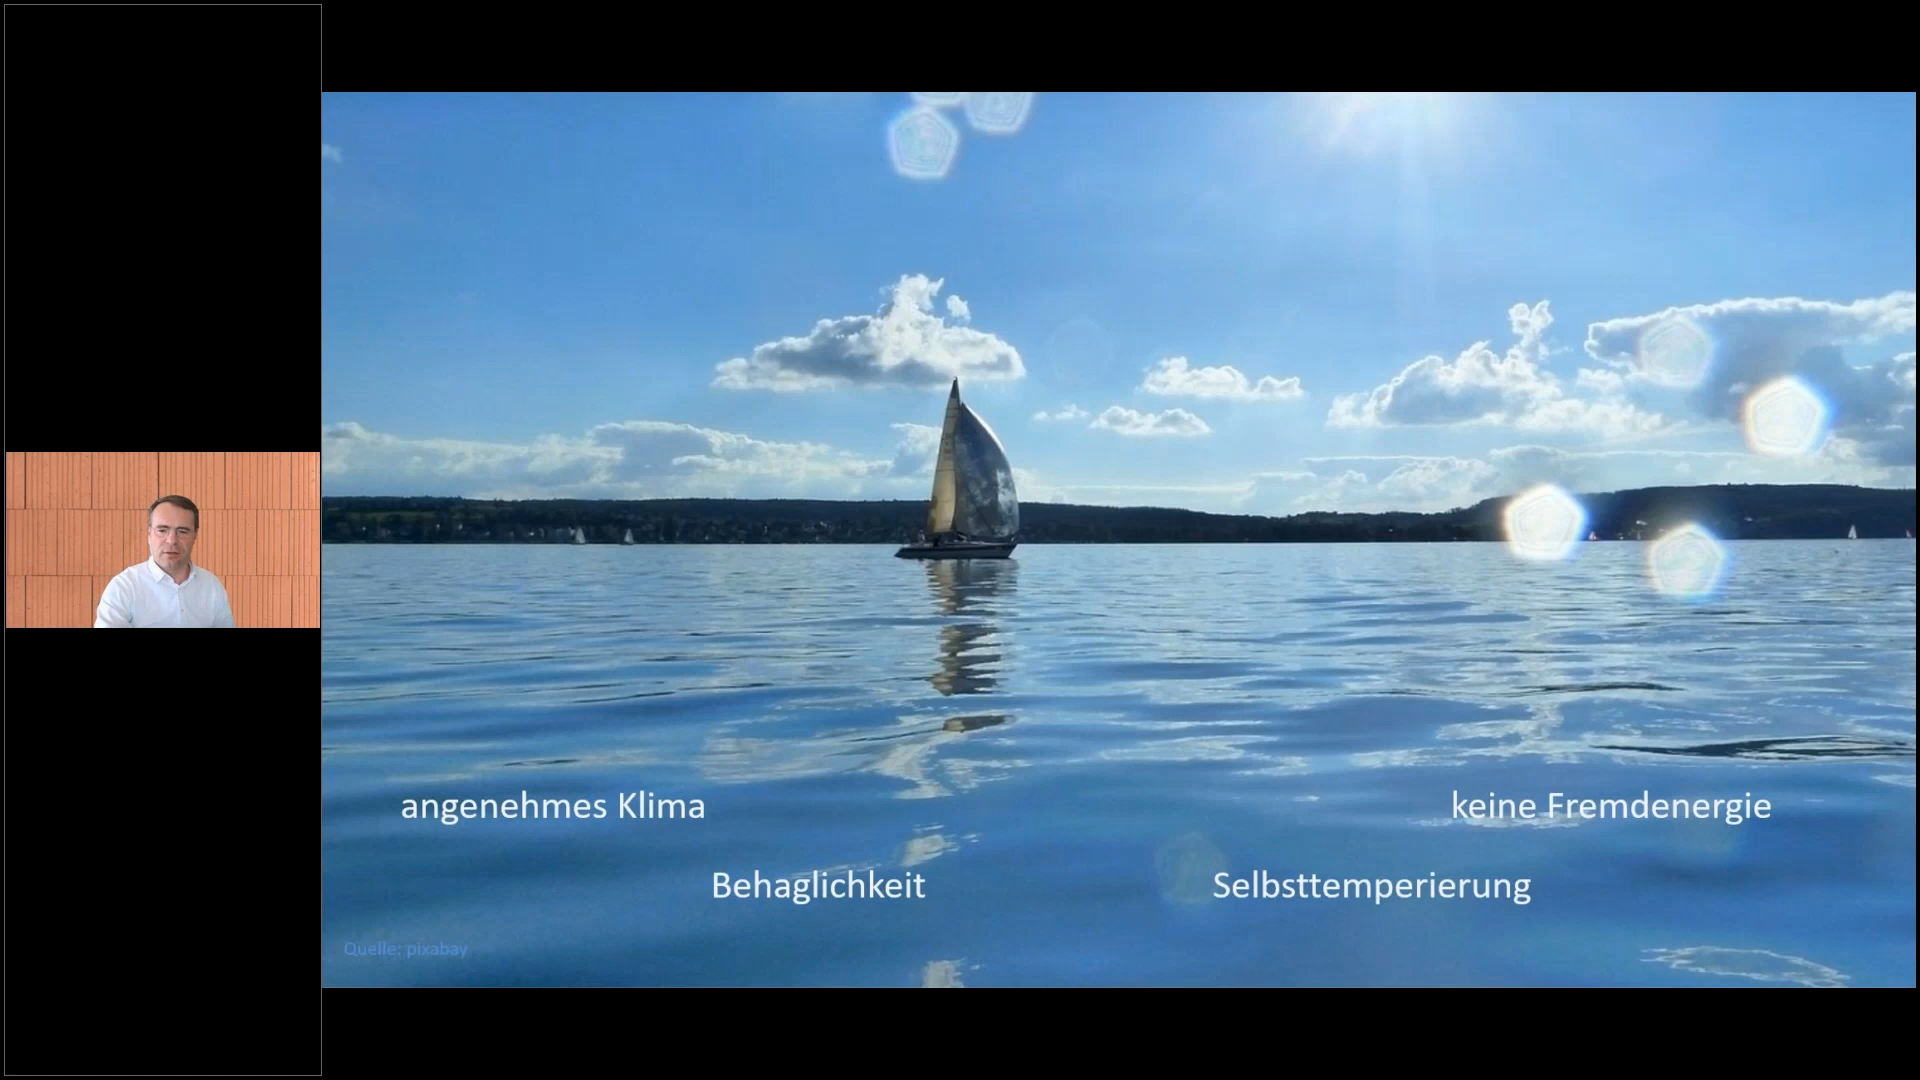 angenehmes Klima
keine Fremdenergie
Behaglichkeit
Selbsttemperierung
Quelle: pixabay